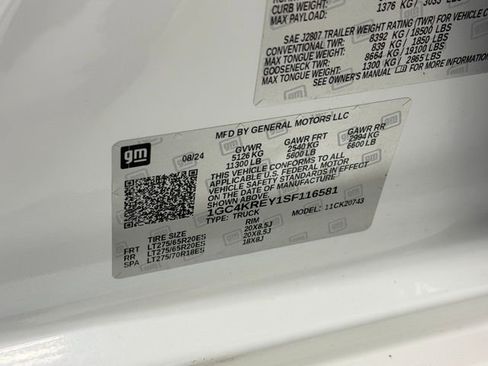 CURB WEIGHT:
1376 KG /
MAX PAYLOAD:
SAE J2807 TRAILER WEIGHT RATING (TWR) FOR VEHICLE
CONVENTIONAL TWR: 8392 KG / 18500 LBS
MAX TONGUE WEIGHT: 839 KG / 1850 LBS
GOOSENECK TWR: 8664 KG / 19100 LBS
MAX TONGUE WEIGHT: 1300 KG / 2865 LBS
SEE OWNER'S MANUAL FOR MORE INFORMATION
gm
MFD BY GENERAL MOTORS LLC
08/24 GVWR GAWR FRT GAWR RR
5126 KG 2540 KG 2994 KG
11300 LB 5600 LB 6600 LB
THIS VEHICLE CONFORMS TO ALL
APPLICABLE U.S. FEDERAL MOTOR
VEHICLE SAFETY STANDARDS IN
EFFECT ON THE DATE OF
MANUFACTURE SHOWN ABOVE.
1GC4KREY1SF116581
TYPE: TRUCK MODEL: 11CK20743
TIRE SIZE RIM
FRT LT275/65R20ES 20X8.5J
RR LT275/65R20ES 20X8.5J
SPA LT275/70R18ES 18X8J